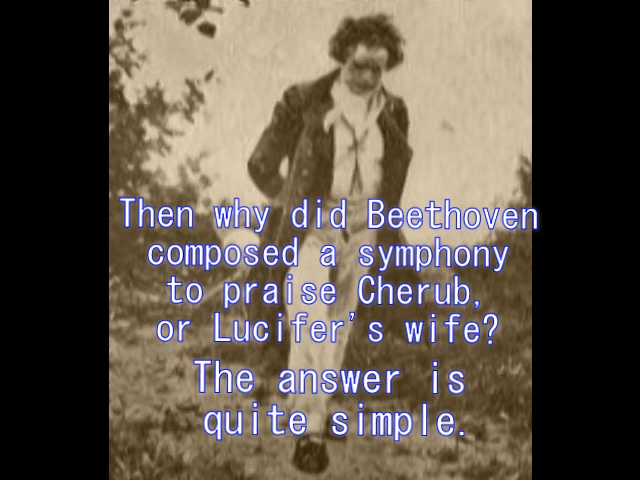 Then why did Beethoven
composed a symphony
to praise Cherub,
or Lucifer's wife?
The answer is
quite simple.